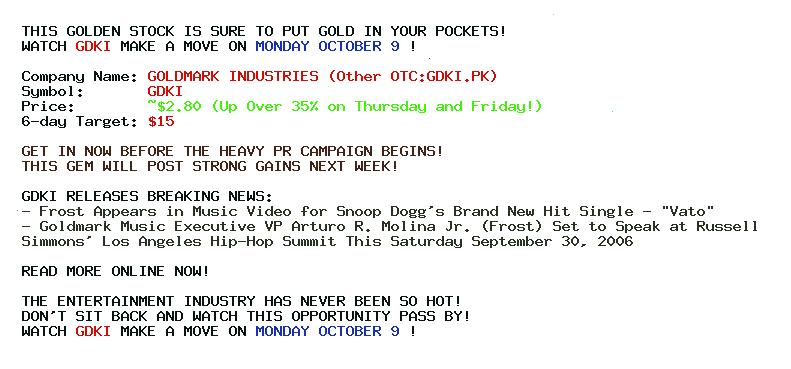 THIS GOLDEN STOCK IS SURE TO PUT GOLD IN YOUR POCKETS!
WATCH GDKI MAKE A MOVE ON MONDAY OCTOBER 9 !
Company Name: GOLDMARK INDUSTRIES (Other OTC:GDKI.PK)
Symbol: GDKI
Price: ~$2.80 (Up Over 35% on Thursday and Friday!)
6-day Target: $15
GET IN NOW BEFORE THE HEAVY PR CAMPAIGN BEGINS!
THIS GEM WILL POST STRONG GAINS NEXT WEEK!
GDKI RELEASES BREAKING NEWS:
- Frost Appears in Music Video for Snoop Dogg's Brand New Hit Single - "Vato"
- Goldmark Music Executive VP Arturo R. Molina Jr. (Frost) Set to Speak at Russell
Simmons' Los Angeles Hip-Hop Summit This Saturday September 30, 2006
READ MORE ONLINE NOW!
THE ENTERTAINMENT INDUSTRY HAS NEVER BEEN SO HOT!
DON'T SIT BACK AND WATCH THIS OPPORTUNITY PASS BY!
WATCH GDKI MAKE A MOVE ON MONDAY OCTOBER 9 !